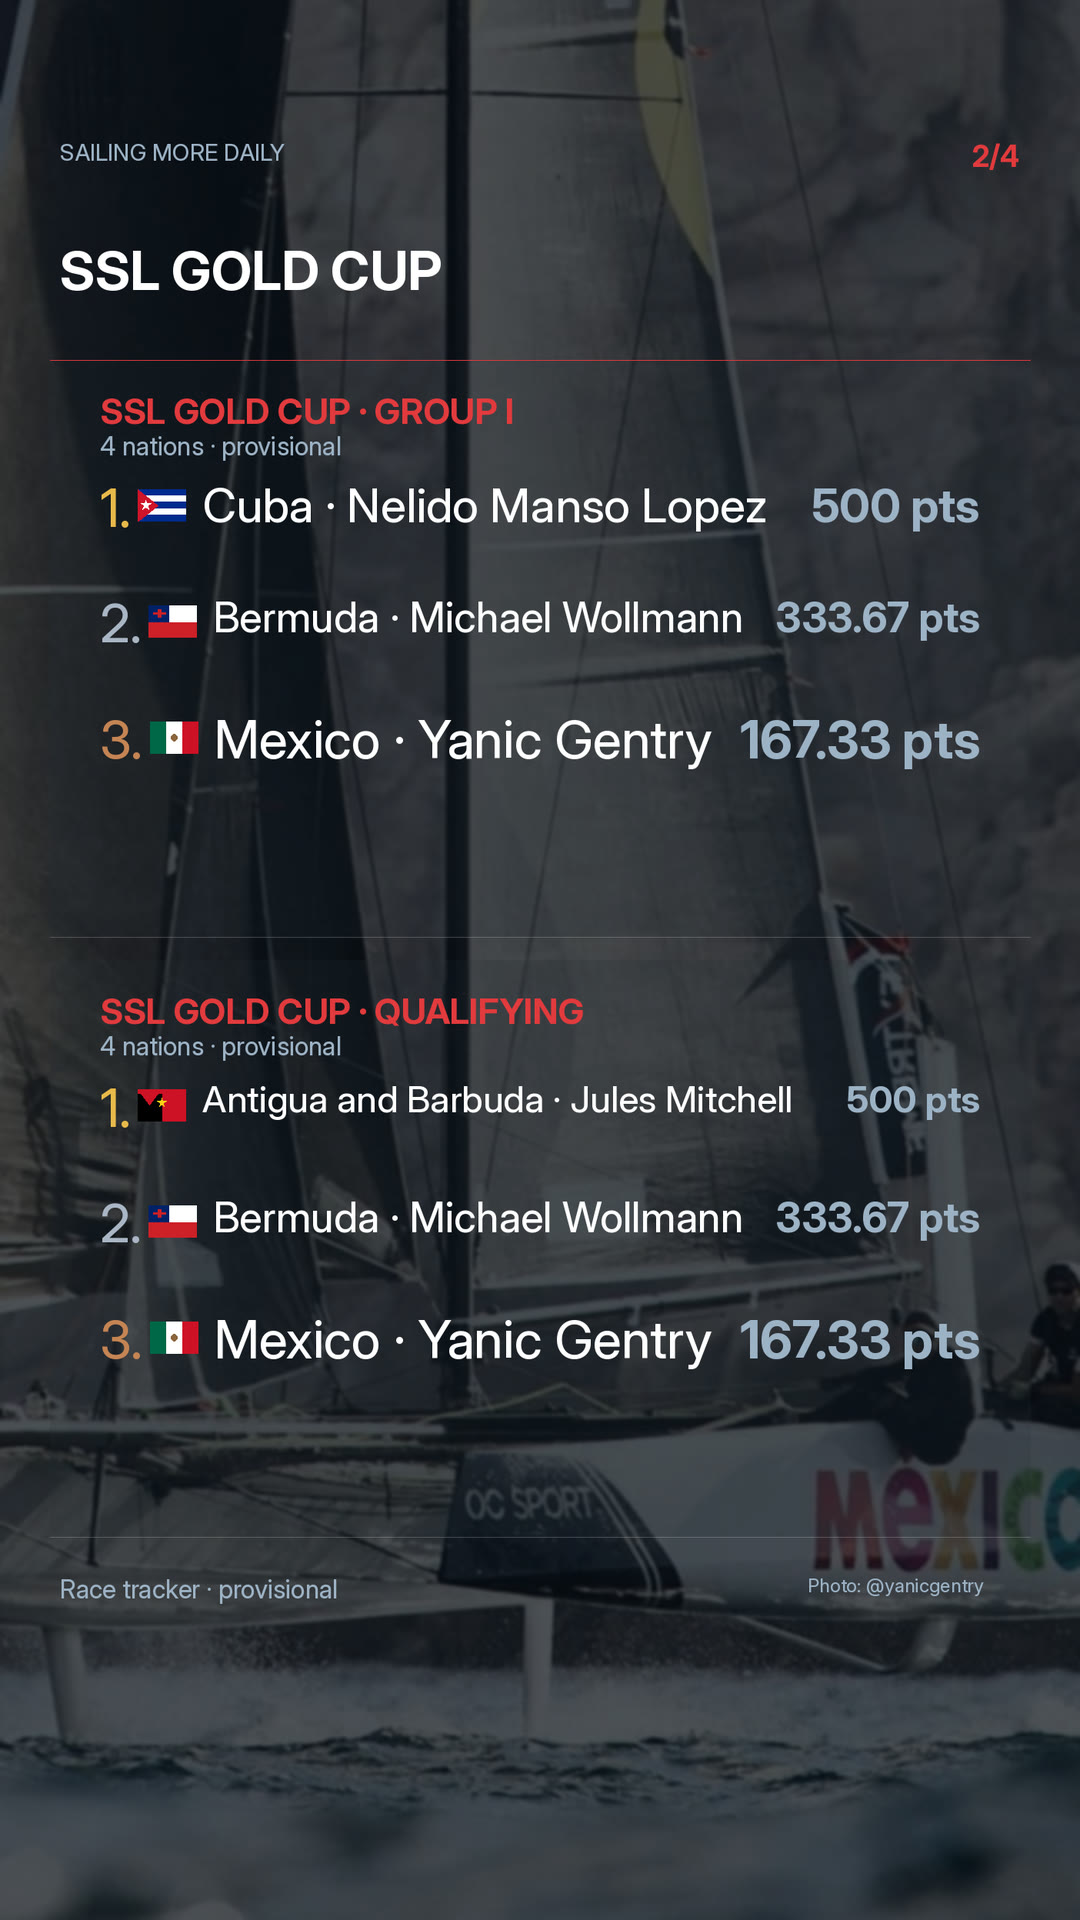 SAILING MORE DAILY
2/4
SSL GOLD CUP
SSL GOLD CUP · GROUP I
4 nations · provisional
1. Cuba · Nelido Manso Lopez 500 pts
2. Bermuda · Michael Wollmann 333.67 pts
3. Mexico · Yanic Gentry 167.33 pts
SSL GOLD CUP · QUALIFYING
4 nations · provisional
1. Antigua and Barbuda · Jules Mitchell 500 pts
2. Bermuda · Michael Wollmann 333.67 pts
3. Mexico · Yanic Gentry 167.33 pts
OC SPORT
MéxICO
Race tracker · provisional
Photo: @yanicgentry